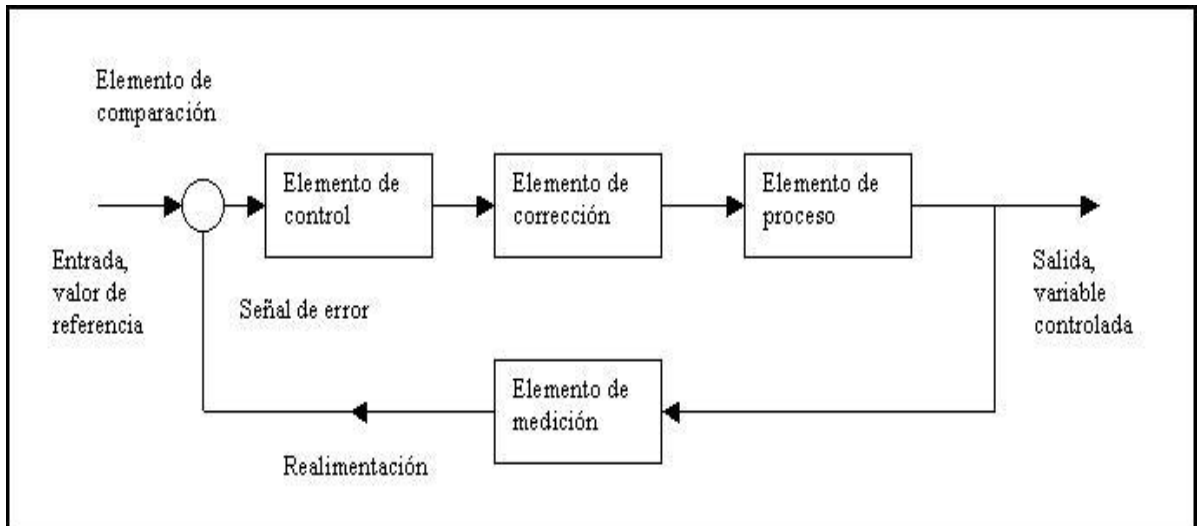 Elemento de
comparación
Elemento de
control
Elemento de
corrección
Elemento de
proceso
Entrada,
valor de
referencia
Señal de error
Salida,
variable
controlada
Elemento de
medición
Realimentación